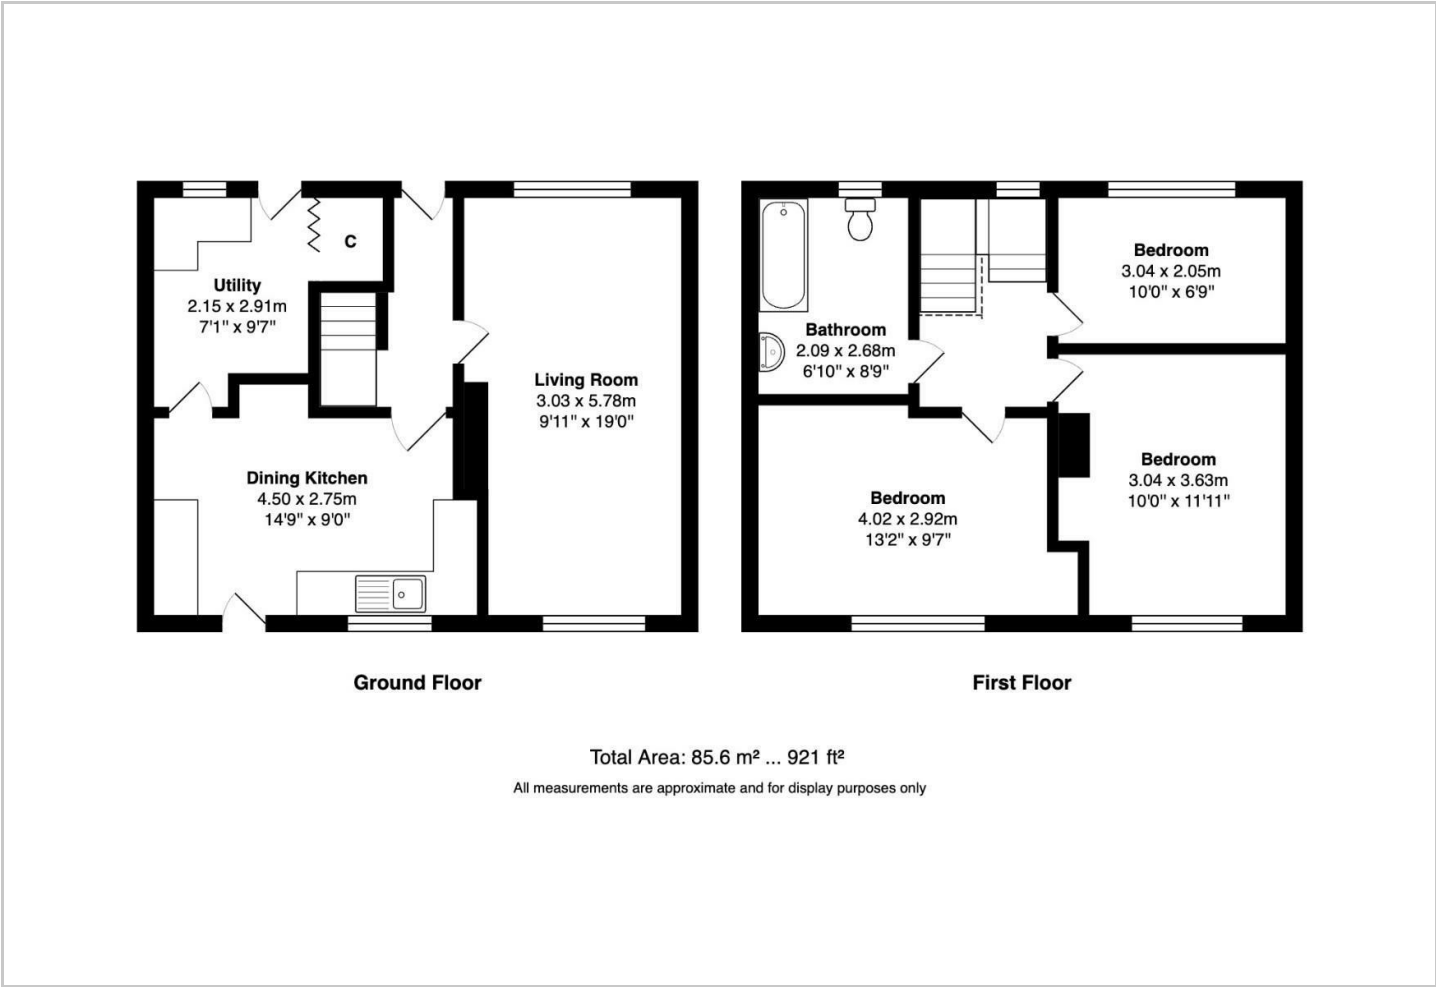 C
Utility
2.15 x 2.91m
7'1" x 9'7"
Living Room
3.03 x 5.78m
9'11" x 19'0"
Dining Kitchen
4.50 x 2.75m
14'9" x 9'0"
Ground Floor
Bedroom
3.04 x 2.05m
10'0" x 6'9"
Bathroom
2.09 x 2.68m
6'10" x 8'9"
Bedroom
3.04 x 3.63m
10'0" x 11'11"
Bedroom
4.02 x 2.92m
13'2" x 9'7"
First Floor
Total Area: 85.6 m² ... 921 ft²
All measurements are approximate and for display purposes only